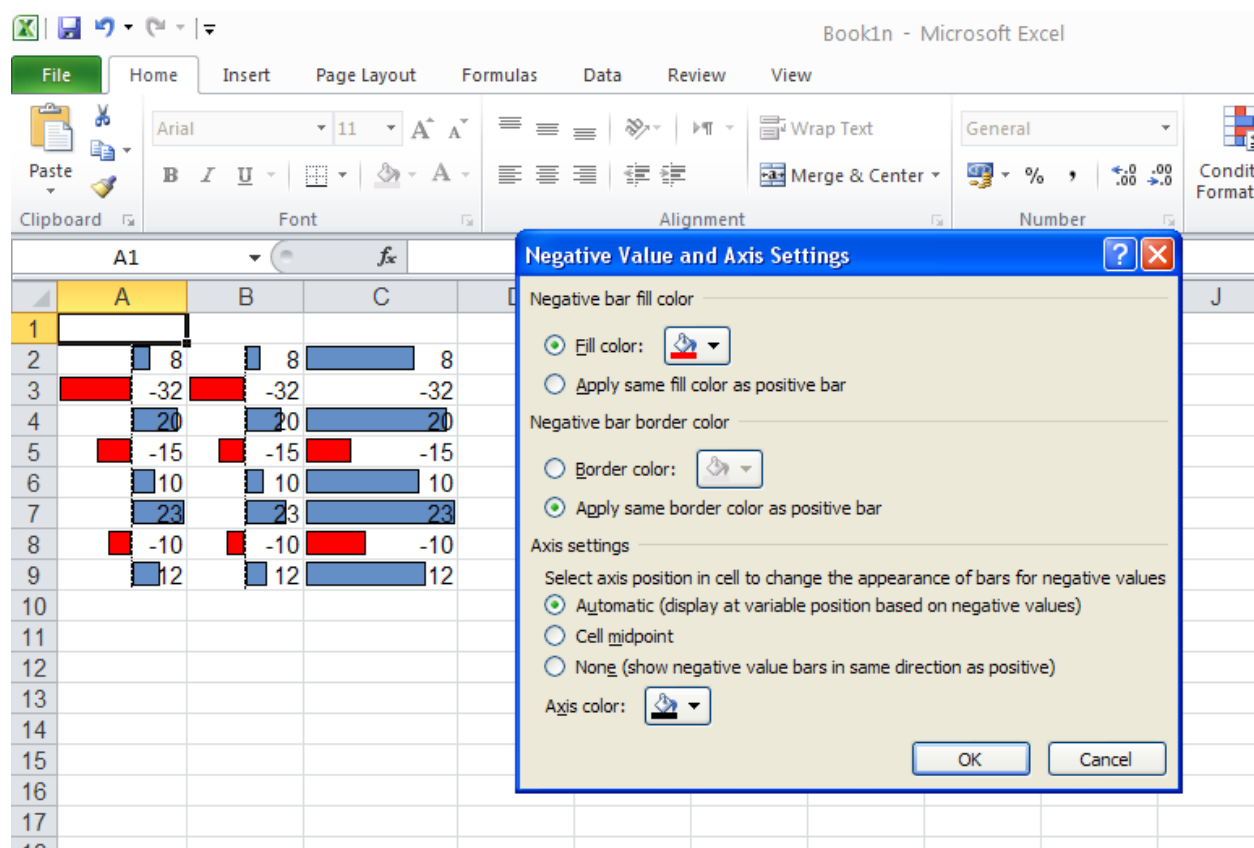 Book1n - Microsoft Excel
File Home Insert Page Layout Formulas Data Review View
Arial 11 A A Wrap Text General
Paste B I U A Merge & Center % , .0 .00 .00 .0 Condit
Format
Clipboard Font Alignment Number
A1 fx
Negative Value and Axis Settings
A B C D J
1
2 8 8 8
3 -32 -32 -32
4 20 20 20
5 -15 -15 -15
6 10 10 10
7 23 23 23
8 -10 -10 -10
9 12 12 12
10
11
12
13
14
15
16
17
18
Negative bar fill color
Fill color:
Apply same fill color as positive bar
Negative bar border color
Border color:
Apply same border color as positive bar
Axis settings
Select axis position in cell to change the appearance of bars for negative values
Automatic (display at variable position based on negative values)
Cell midpoint
None (show negative value bars in same direction as positive)
Axis color:
OK Cancel